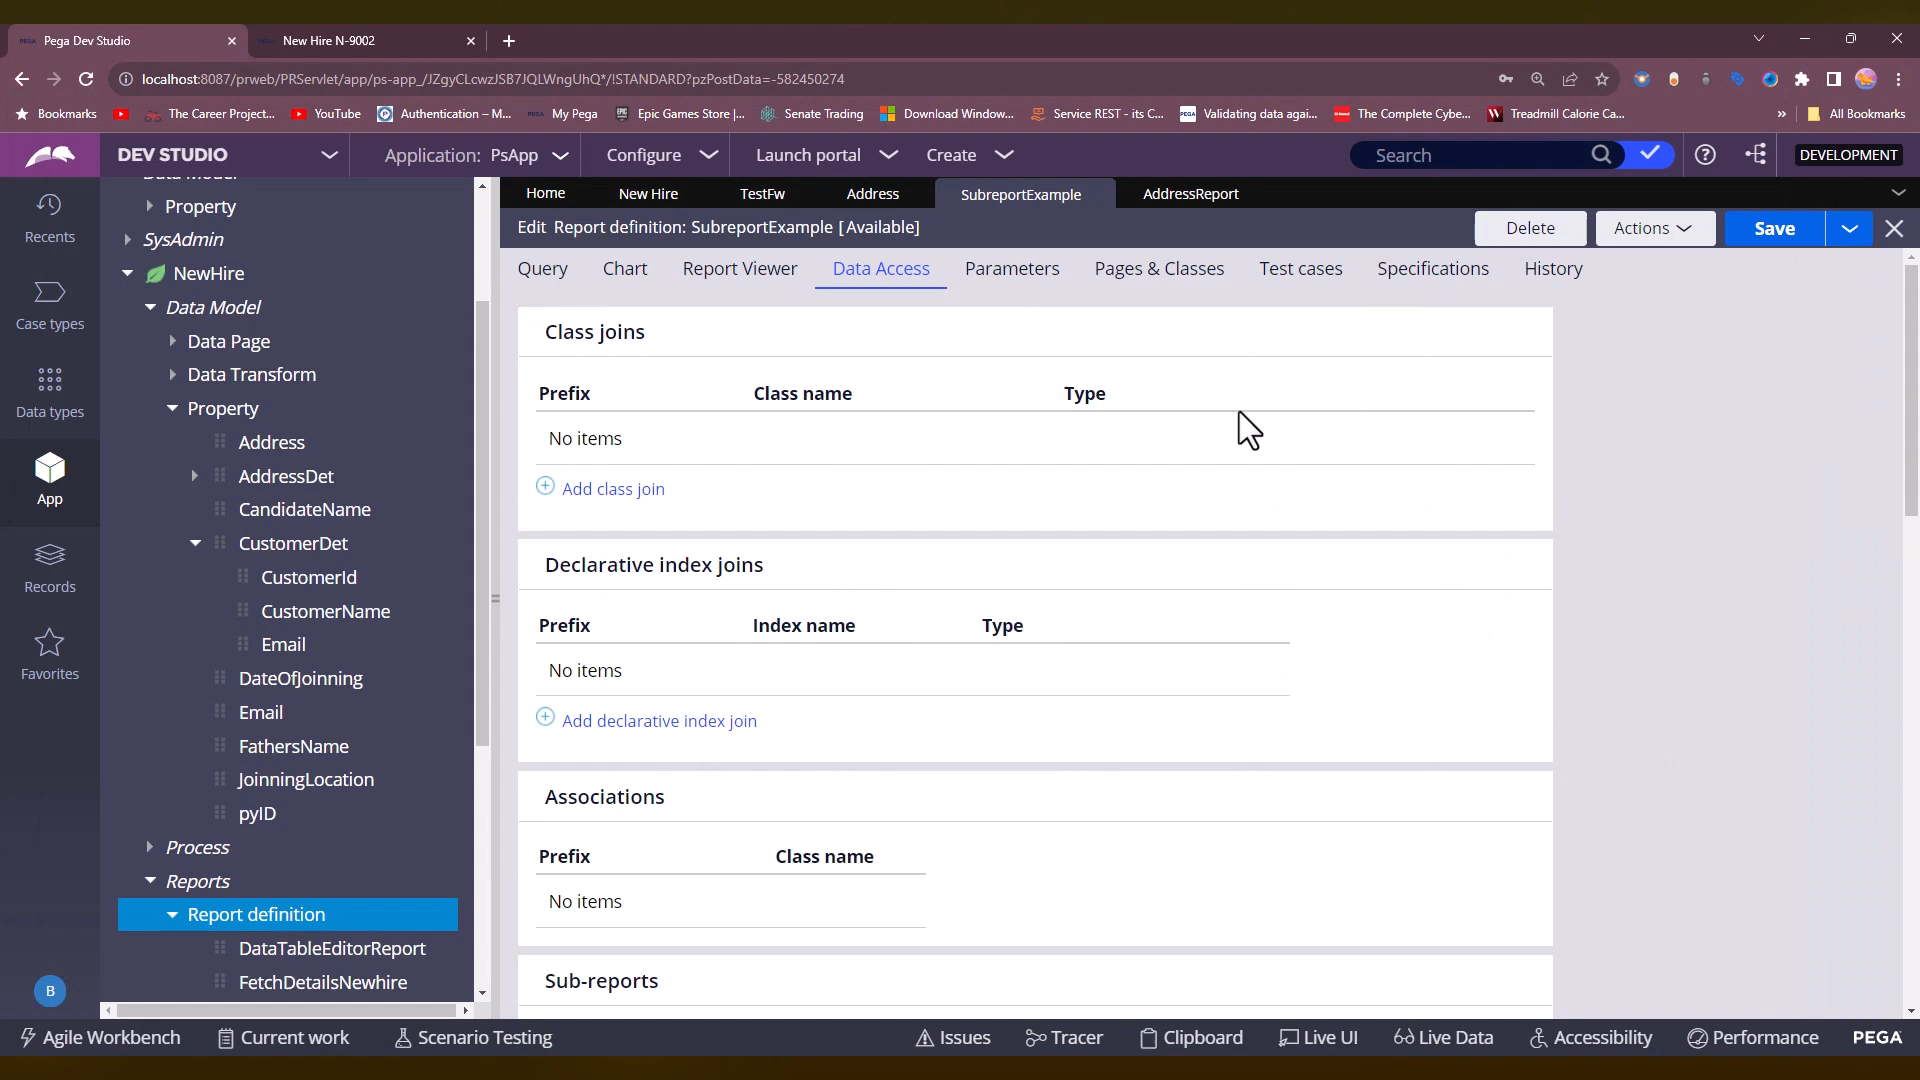 Pega Dev Studio
New Hire N-9002
localhost:8087/prweb/PRServlet/app/ps-app_/JZgyCLcwzJSB7JQLWngUhQ*/!STANDARD?pzPostData=-582450274
Bookmarks
The Career Project...
YouTube
Authentication – M...
My Pega
Epic Games Store |...
Senate Trading
Download Window...
Service REST - its C...
Validating data agai...
The Complete Cybe...
Treadmill Calorie Ca...
»
All Bookmarks
DEV STUDIO
Application: PsApp
Configure
Launch portal
Create
Search
DEVELOPMENT
Recents
Case types
Data types
App
Records
Favorites
B
Data Model
Property
SysAdmin
NewHire
Data Model
Data Page
Data Transform
Property
Address
AddressDet
CandidateName
CustomerDet
CustomerId
CustomerName
Email
DateOfJoinning
Email
FathersName
JoinningLocation
pyID
Process
Reports
Report definition
DataTableEditorReport
FetchDetailsNewhire
Home
New Hire
TestFw
Address
SubreportExample
AddressReport
Edit Report definition: SubreportExample [Available]
Delete
Actions
Save
Query
Chart
Report Viewer
Data Access
Parameters
Pages & Classes
Test cases
Specifications
History
Class joins
Prefix Class name Type
No items
Add class join
Declarative index joins
Prefix Index name Type
No items
Add declarative index join
Associations
Prefix Class name
No items
Sub-reports
Agile Workbench
Current work
Scenario Testing
Issues
Tracer
Clipboard
Live UI
Live Data
Accessibility
Performance
PEGA